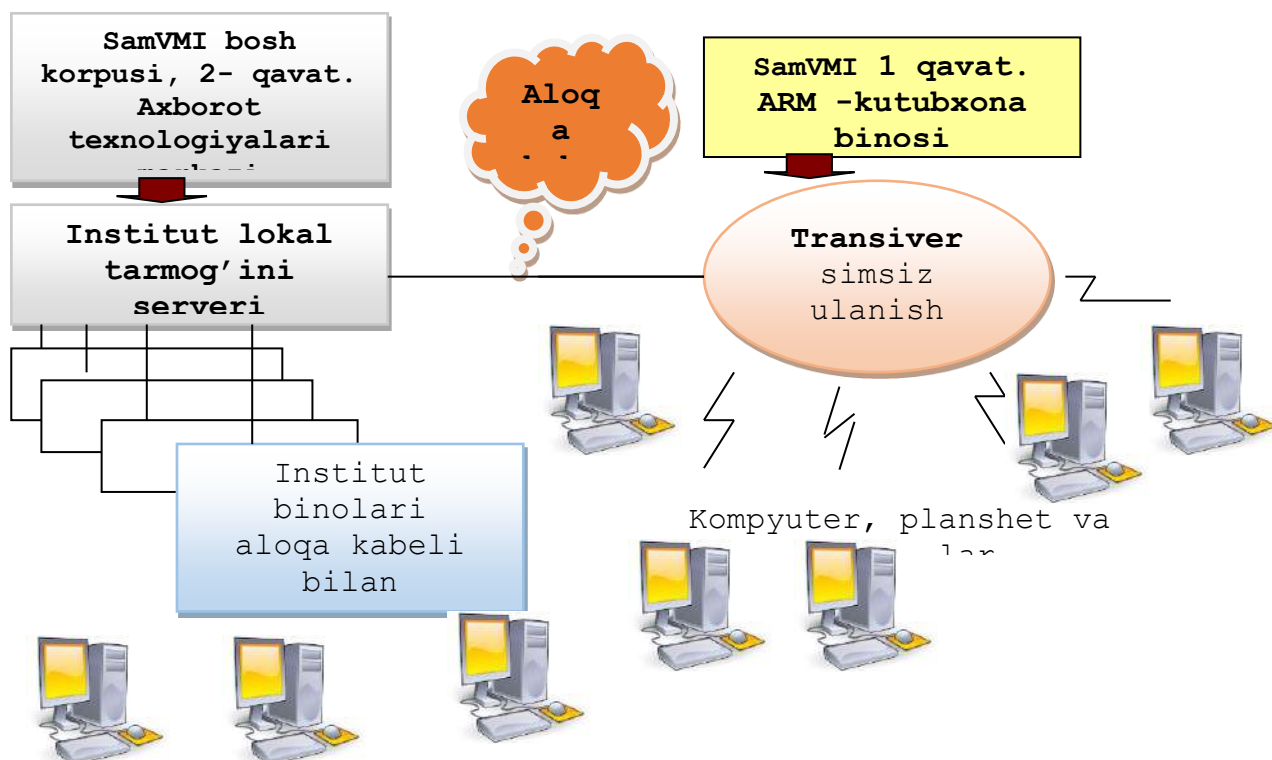 SamVMI bosh
korpusi, 2- qavat.
Axborot
texnologiyalari
Aloq
a
SamVMI 1 qavat.
ARM -kutubxona
binosi
Institut lokal
tarmog’ini
serveri
Transiver
simsiz
ulanish
Institut
binolari
aloqa kabeli
bilan
Kompyuter, planshet va